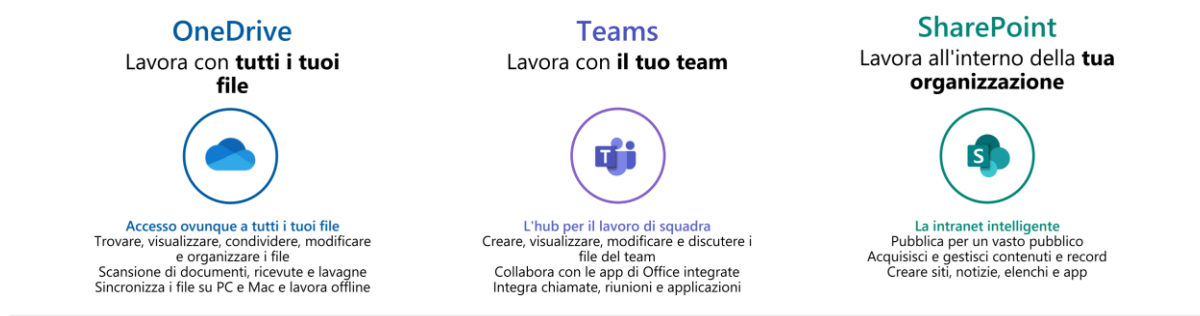 OneDrive
Lavora con tutti i tuoi
file
Accesso ovunque a tutti i tuoi file
Trovare, visualizzare, condividere, modificare
e organizzare i file
Scansione di documenti, ricevute e lavagne
Sincronizza i file su PC e Mac e lavora offline
Teams
Lavora con il tuo team
T
L'hub per il lavoro di squadra
Creare, visualizzare, modificare e discutere i
file del team
Collabora con le app di Office integrate
Integra chiamate, riunioni e applicazioni
SharePoint
Lavora all'interno della tua
organizzazione
S
La intranet intelligente
Pubblica per un vasto pubblico
Acquisisci e gestisci contenuti e record
Creare siti, notizie, elenchi e app